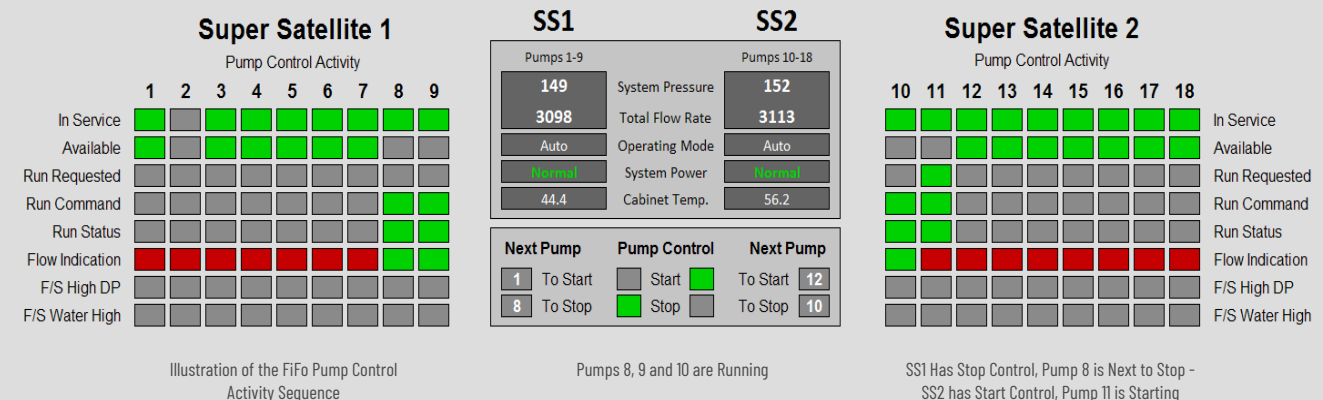 Super Satellite 1
Pump Control Activity
1 2 3 4 5 6 7 8 9
In Service
Available
Run Requested
Run Command
Run Status
Flow Indication
F/S High DP
F/S Water High
Illustration of the FiFo Pump Control
Activity Sequence
SS1 SS2
Pumps 1-9 Pumps 10-18
149 System Pressure 152
3098 Total Flow Rate 3113
Auto Operating Mode Auto
Normal System Power Normal
44.4 Cabinet Temp. 56.2
Next Pump Pump Control Next Pump
1 To Start Start To Start 12
8 To Stop Stop To Stop 10
Pumps 8, 9 and 10 are Running
Super Satellite 2
Pump Control Activity
10 11 12 13 14 15 16 17 18
In Service
Available
Run Requested
Run Command
Run Status
Flow Indication
F/S High DP
F/S Water High
SS1 Has Stop Control, Pump 8 is Next to Stop -
SS2 has Start Control, Pump 11 is Starting